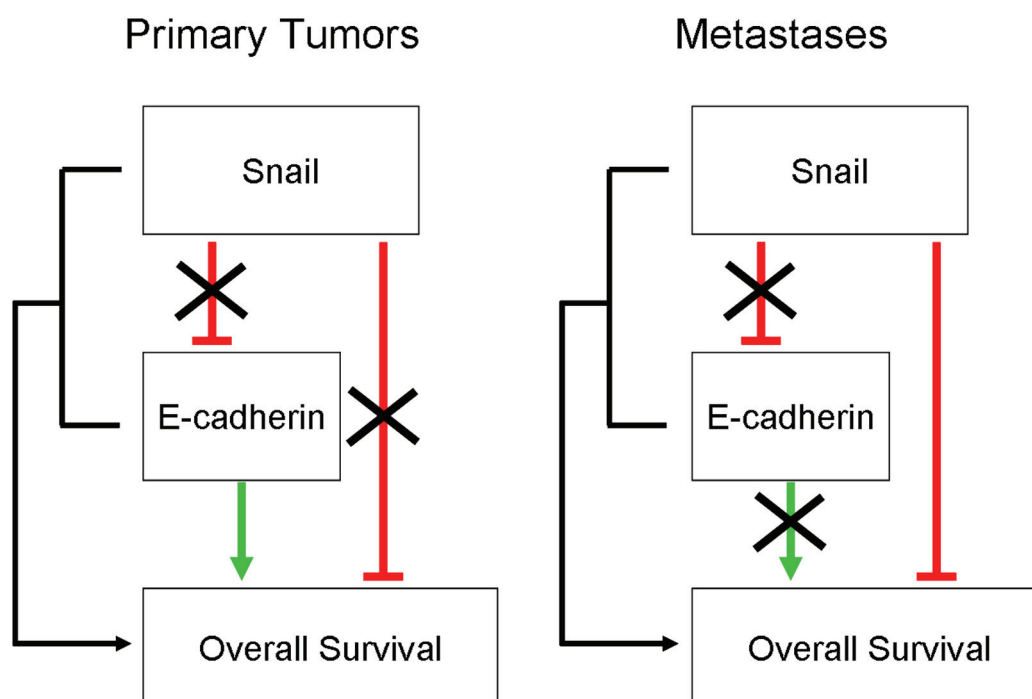 Primary Tumors
Snail
E-cadherin
Overall Survival
Metastases
Snail
E-cadherin
Overall Survival